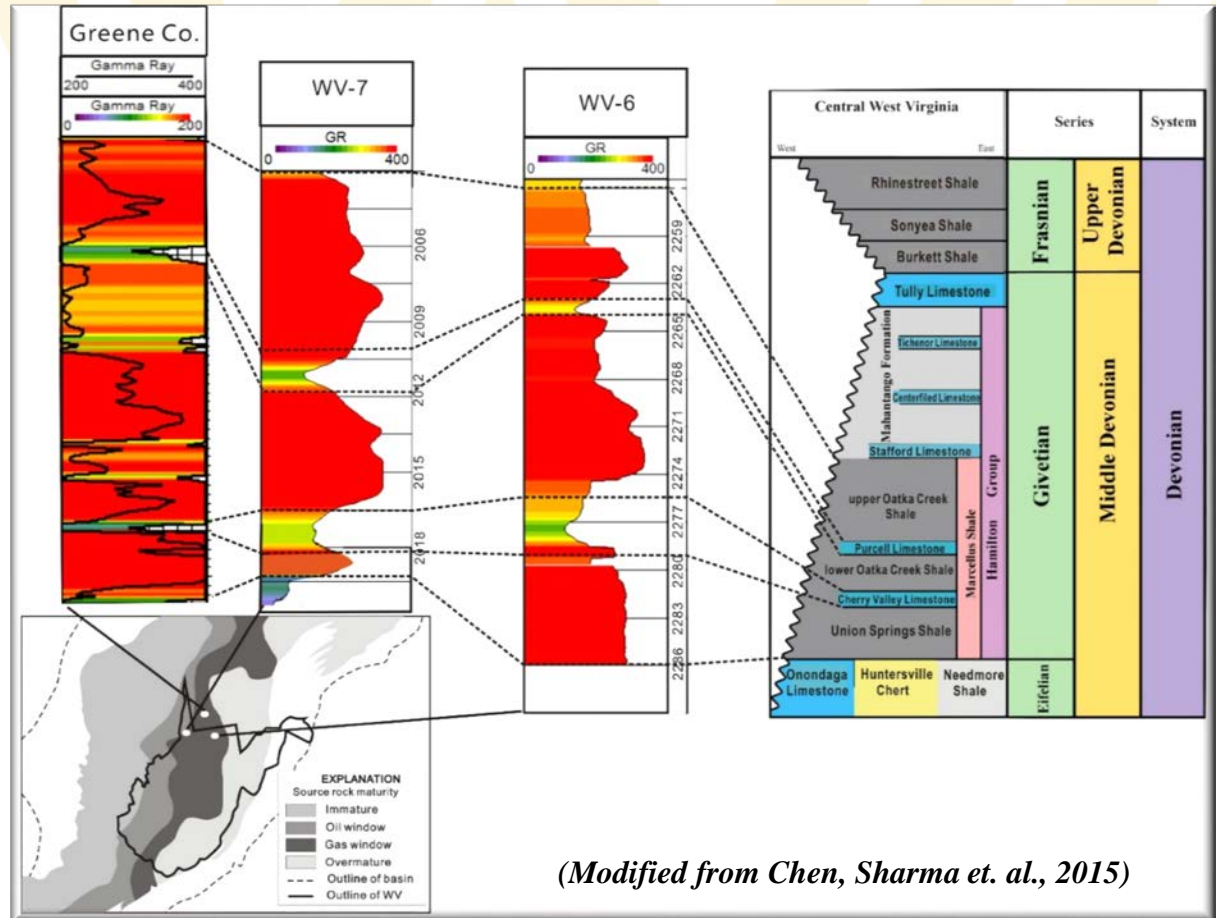 Greene Co.
Gamma Ray
200 400
Gamma Ray
0 200
WV-7
GR
0 400
2006
2009
2012
2015
2018
WV-6
GR
0 400
2259
2262
2265
2268
2271
2274
2277
2280
2283
2286
Central West Virginia
West East
Series
System
Rhinestreet Shale
Sonyea Shale
Burkett Shale
Tully Limestone
Mahantango Formation
Tichenor Limestone
Centerfiled Limestone
Stafford Limestone
upper Oatka Creek
Shale
Purcell Limestone
lower Oatka Creek Shale
Cherry Valley Limestone
Union Springs Shale
Marcellus Shale
Hamilton Group
Onondaga
Limestone
Huntersville
Chert
Needmore
Shale
Frasnian
Givetian
Eifelian
Upper
Devonian
Middle Devonian
Devonian
EXPLANATION
Source rock maturity
Immature
Oil window
Gas window
Overmature
Outline of basin
Outline of WV
(Modified from Chen, Sharma et. al., 2015)